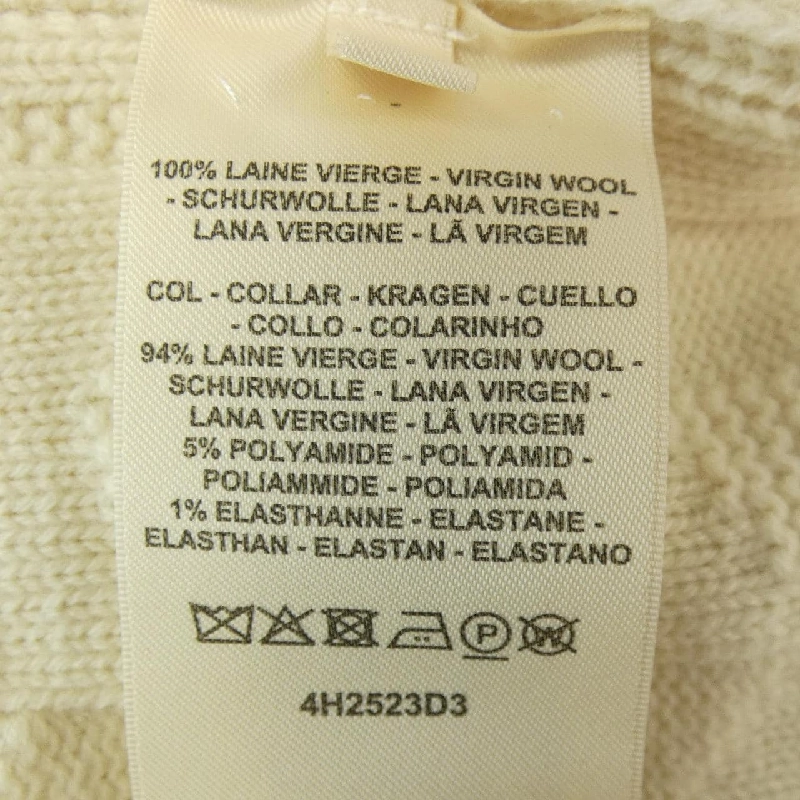 100% LAINE VIERGE - VIRGIN WOOL
- SCHURWOLLE - LANA VIRGEN -
LANA VERGINE - LÃ VIRGEM
COL - COLLAR - KRAGEN - CUELLO
- COLLO - COLARINHO
94% LAINE VIERGE - VIRGIN WOOL -
SCHURWOLLE - LANA VIRGEN -
LANA VERGINE - LÃ VIRGEM
5% POLYAMIDE - POLYAMID -
POLIAMMIDE - POLIAMIDA
1% ELASTHANNE - ELASTANE -
ELASTHAN - ELASTAN - ELASTANO
P W
4H2523D3